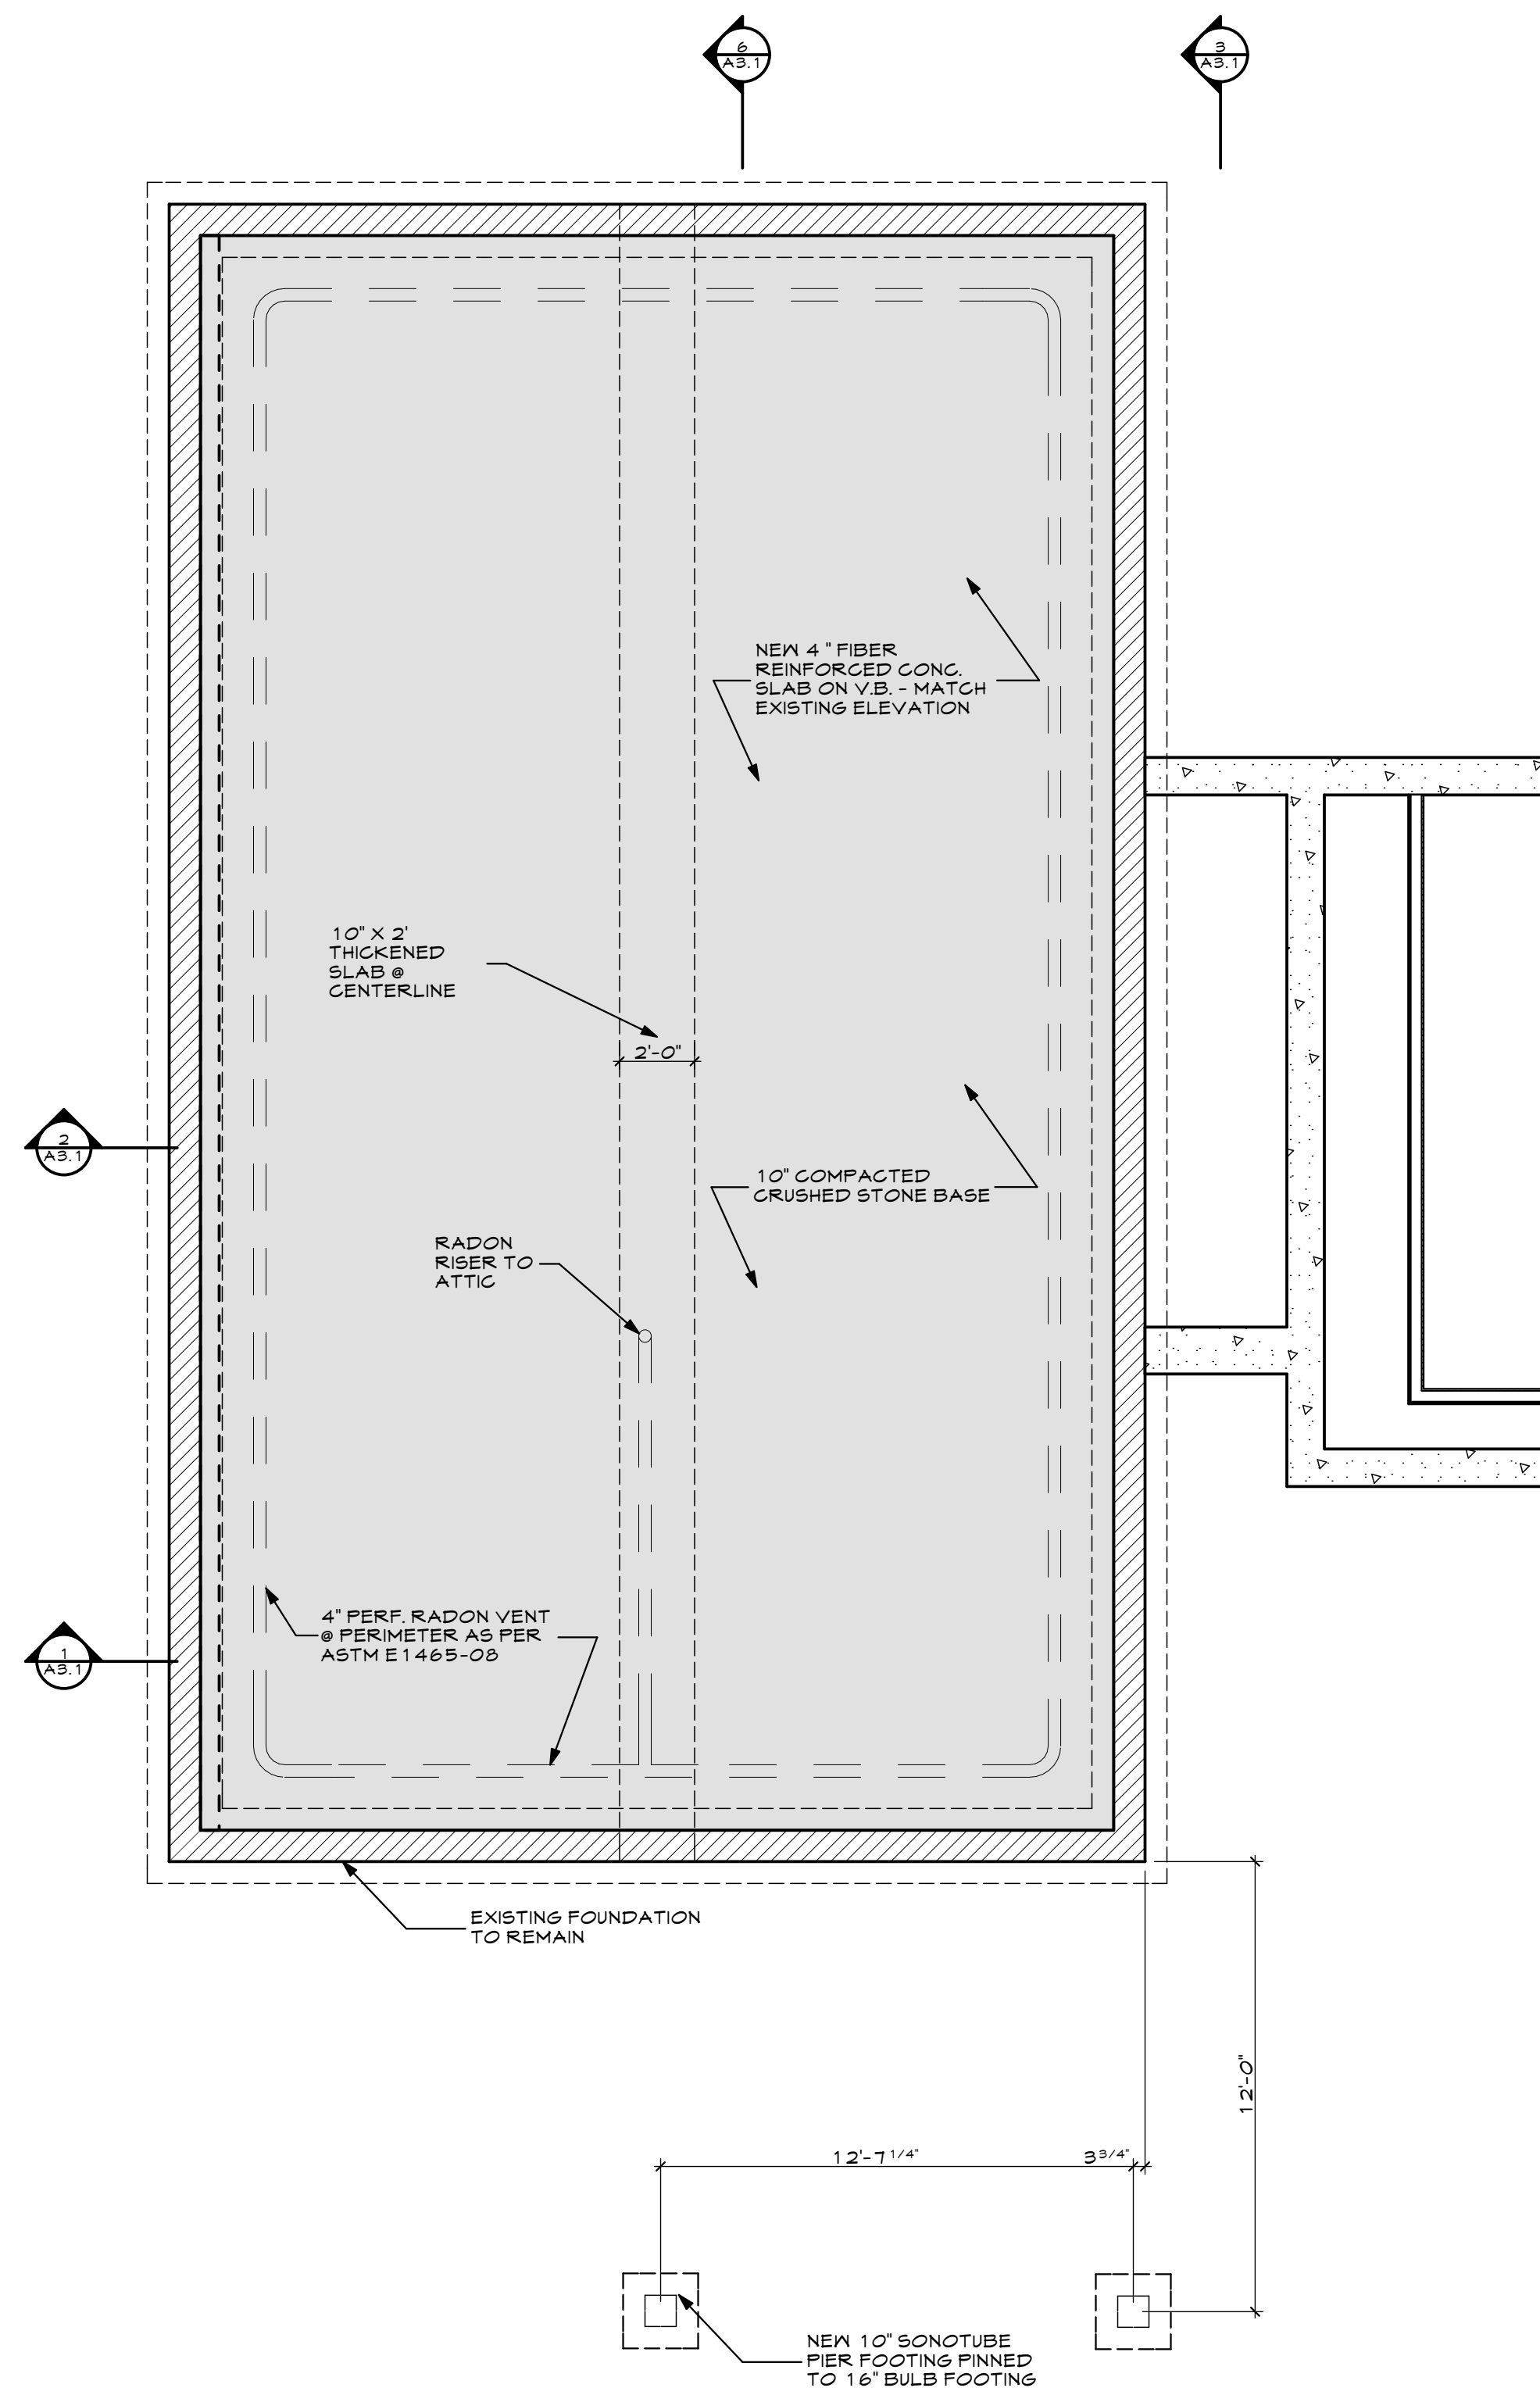 6
A3.1
3
A3.1
NEW 4 " FIBER
REINFORCED CONC.
SLAB ON V.B. - MATCH
EXISTING ELEVATION
10" X 2'
THICKENED
SLAB @
CENTERLINE
2'-0"
2
A3.1
10" COMPACTED
CRUSHED STONE BASE
RADON
RISER TO
ATTIC
4" PERF. RADON VENT
@ PERIMETER AS PER
ASTM E1465-08
1
A3.1
EXISTING FOUNDATION
TO REMAIN
12'-0"
12'-7 1/4"
3 3/4"
NEW 10" SONOTUBE
PIER FOOTING PINNED
TO 16" BULB FOOTING